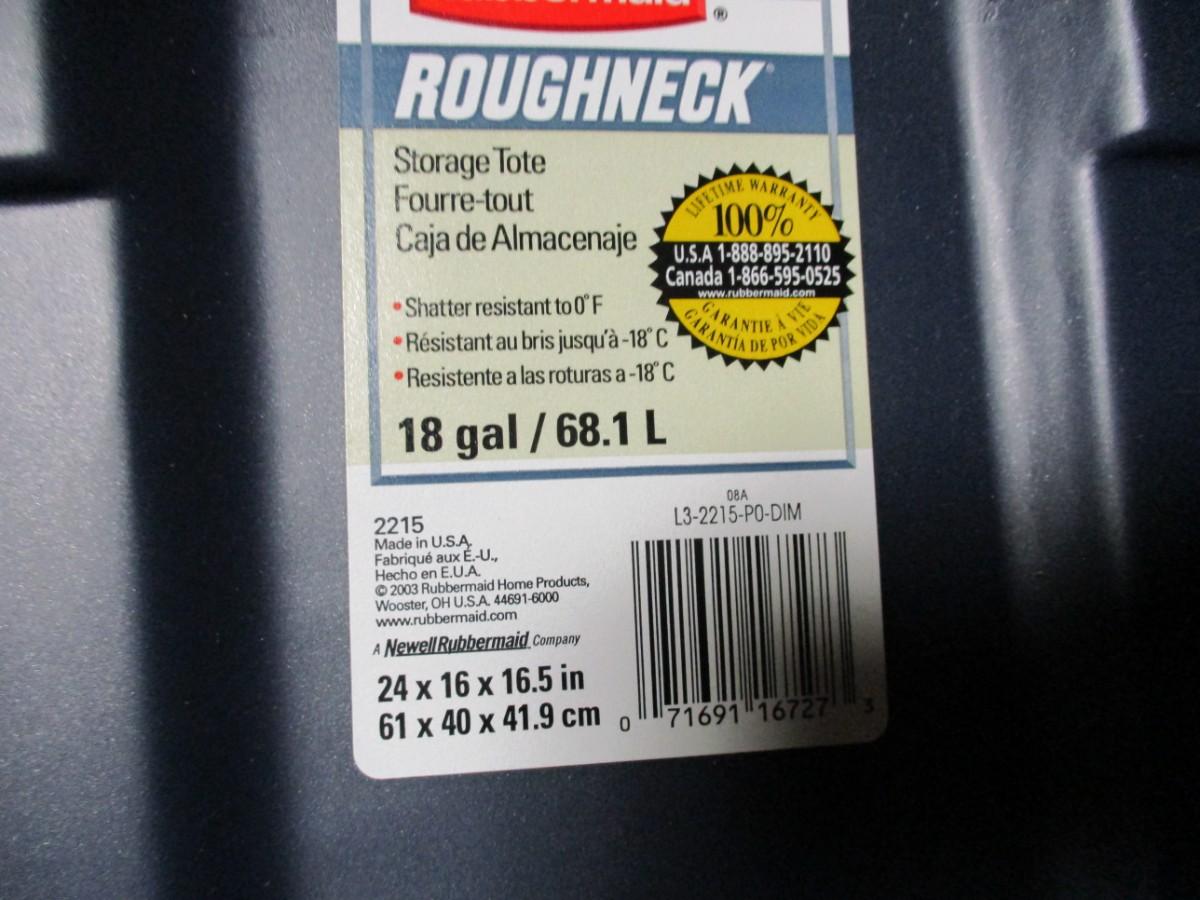 ®
ROUGHNECK®
Storage Tote
Fourre-tout
Caja de Almacenaje
LIFETIME WARRANTY
100%
U.S.A 1-888-895-2110
Canada 1-866-595-0525
www.rubbermaid.com
GARANTIE À VIE
GARANTÍA DE POR VIDA
•Shatter resistant to 0° F
•Résistant au bris jusqu'à -18° C
•Resistente a las roturas a -18° C
18 gal / 68.1 L
08A
L3-2215-P0-DIM
2215
Made in U.S.A.
Fabriqué aux É.-U.,
Hecho en E.U.A.
© 2003 Rubbermaid Home Products,
Wooster, OH U.S.A. 44691-6000
www.rubbermaid.com
A NewellRubbermaid Company
24 x 16 x 16.5 in
61 x 40 x 41.9 cm
0 71691 16727 3